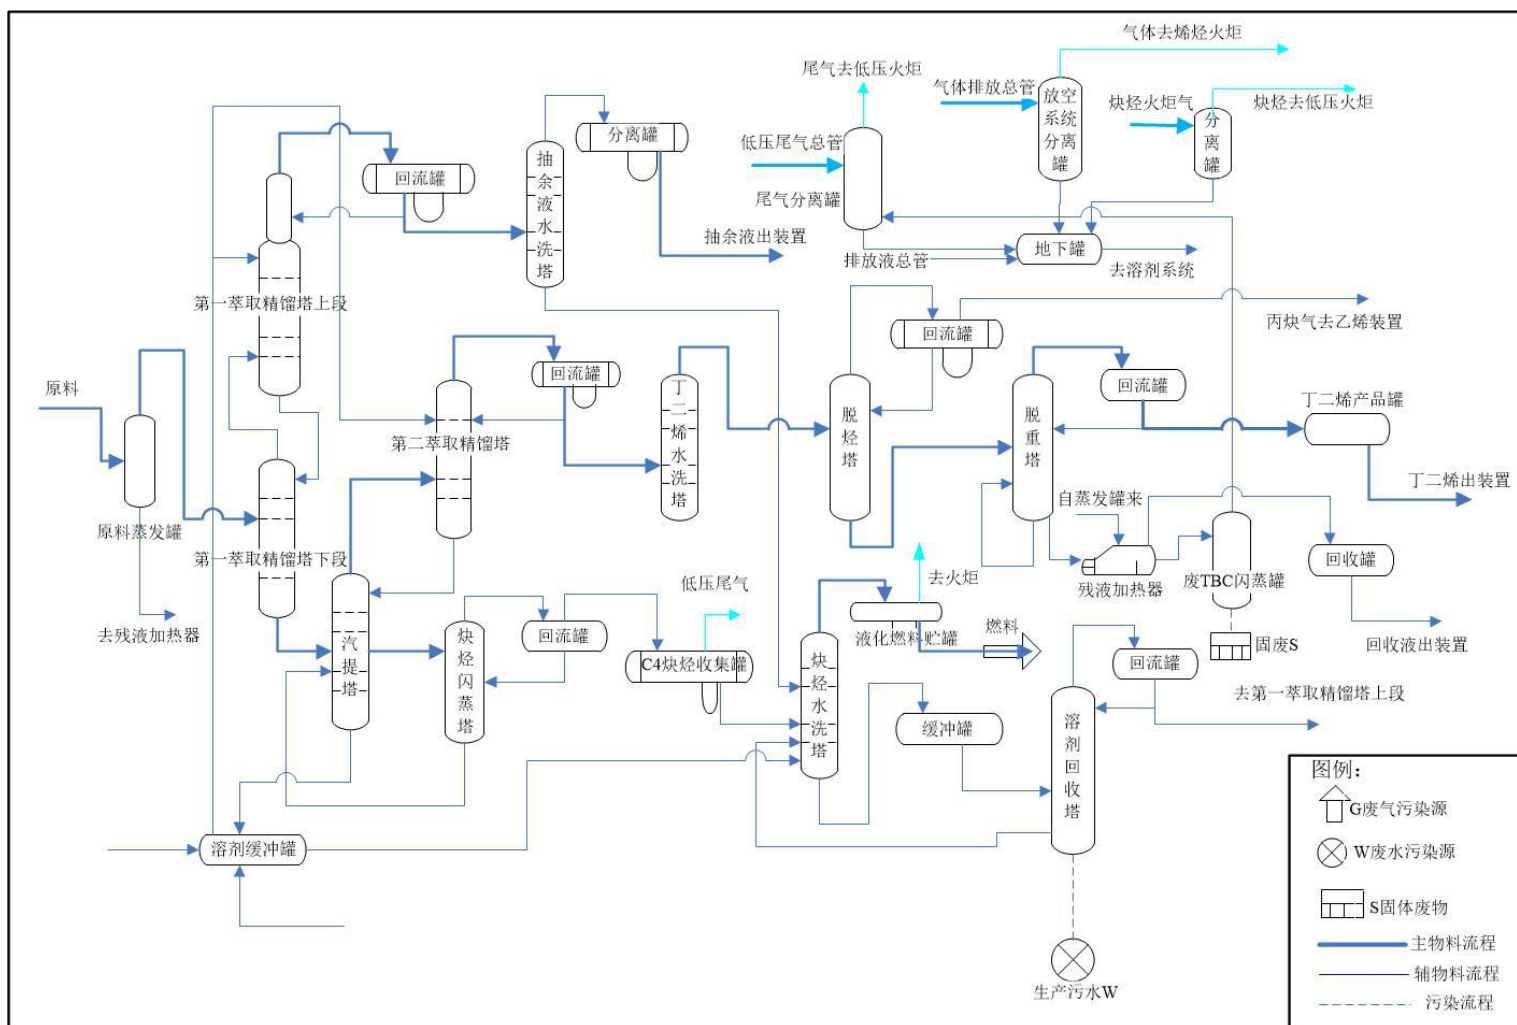 气体去烯烃火炬
尾气去低压火炬
气体排放总管
放空系统分离罐
炔烃火炬气
炔烃去低压火炬
分离罐
分离罐
低压尾气总管
抽余液水洗塔
回流罐
尾气分离罐
抽余液出装置
排放液总管
地下罐
去溶剂系统
第一萃取精馏塔上段
丙炔气去乙烯装置
回流罐
原料
回流罐
回流罐
丁二烯产品罐
丁二烯水洗塔
脱烃塔
脱重塔
第二萃取精馏塔
丁二烯出装置
自蒸发罐来
原料蒸发罐
第一萃取精馏塔下段
回收罐
残液加热器
废TBC闪蒸罐
低压尾气
去火炬
去残液加热器
汽提塔
炔烃闪蒸塔
回流罐
液化燃料贮罐
燃料
固废S
回收液出装置
C4炔烃收集罐
炔烃水洗塔
回流罐
去第一萃取精馏塔上段
缓冲罐
溶剂回收塔
溶剂缓冲罐
生产污水W
图例：
G废气污染源
W废水污染源
S固体废物
主物料流程
辅物料流程
污染流程